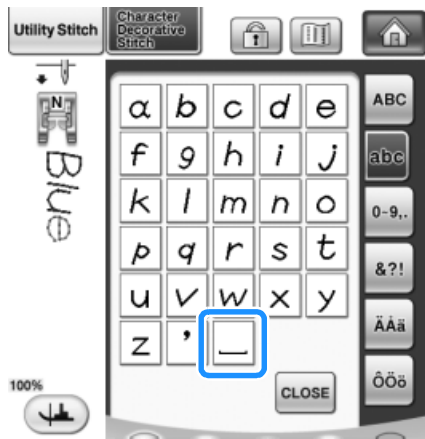 Utility Stitch
Character
Decorative
Stitch
N
Blue
a b c d e
f g h i j
k l m n o
p q r s t
u v w x y
z ' ⎵
ABC
abc
0-9,.
&?!
ÄÅä
ÔÖö
CLOSE
100%